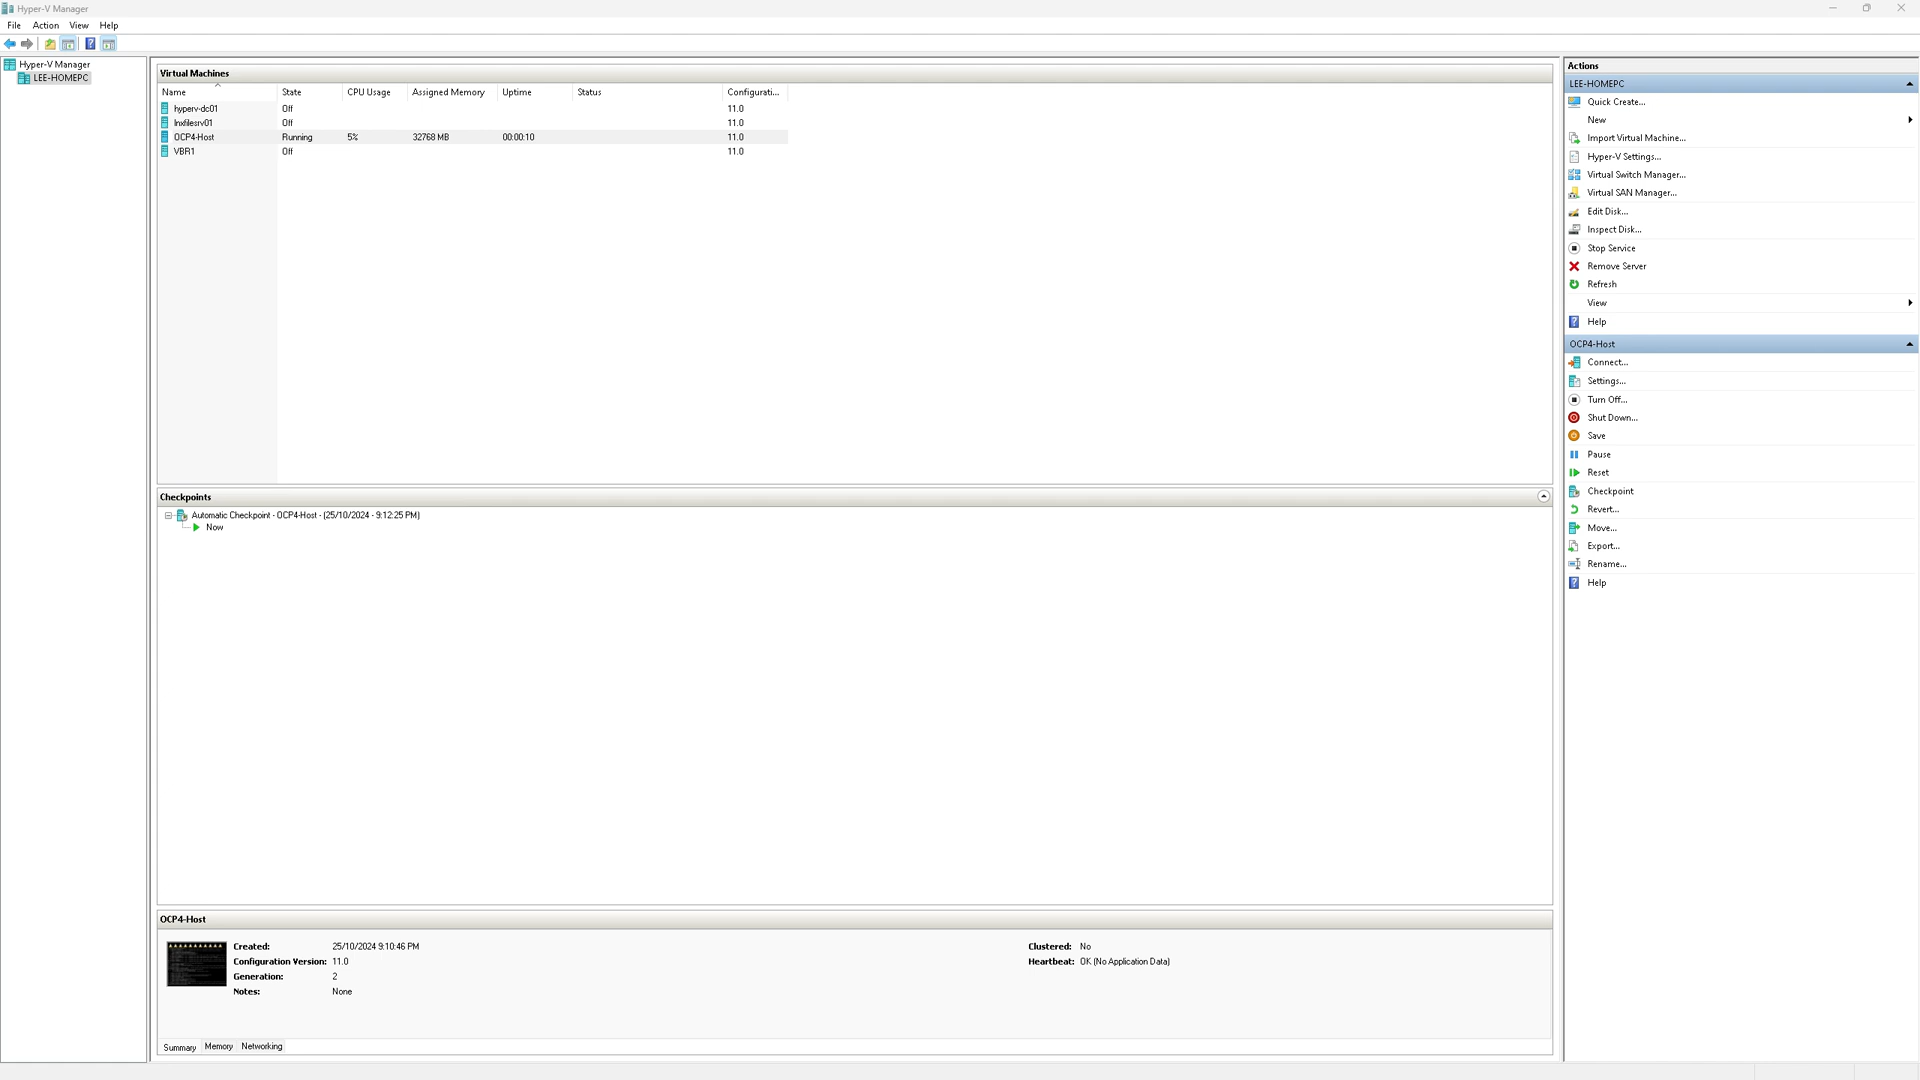 Hyper-V Manager
File Action View Help
Hyper-V Manager
LEE-HOMEPC
Virtual Machines
Name State CPU Usage Assigned Memory Uptime Status Configurati...
hyperv-dc01 Off 11.0
lnxfilesrv01 Off 11.0
OCP4-Host Running 5% 32768 MB 00:00:10 11.0
VBR1 Off 11.0
Checkpoints
Automatic Checkpoint - OCP4-Host - (25/10/2024 - 9:12:25 PM)
Now
OCP4-Host
Created: 25/10/2024 9:10:46 PM Clustered: No
Configuration Version: 11.0 Heartbeat: OK (No Application Data)
Generation: 2
Notes: None
Summary Memory Networking
Actions
LEE-HOMEPC
Quick Create...
New
Import Virtual Machine...
Hyper-V Settings...
Virtual Switch Manager...
Virtual SAN Manager...
Edit Disk...
Inspect Disk...
Stop Service
Remove Server
Refresh
View
Help
OCP4-Host
Connect...
Settings...
Turn Off...
Shut Down...
Save
Pause
Reset
Checkpoint
Revert...
Move...
Export...
Rename...
Help